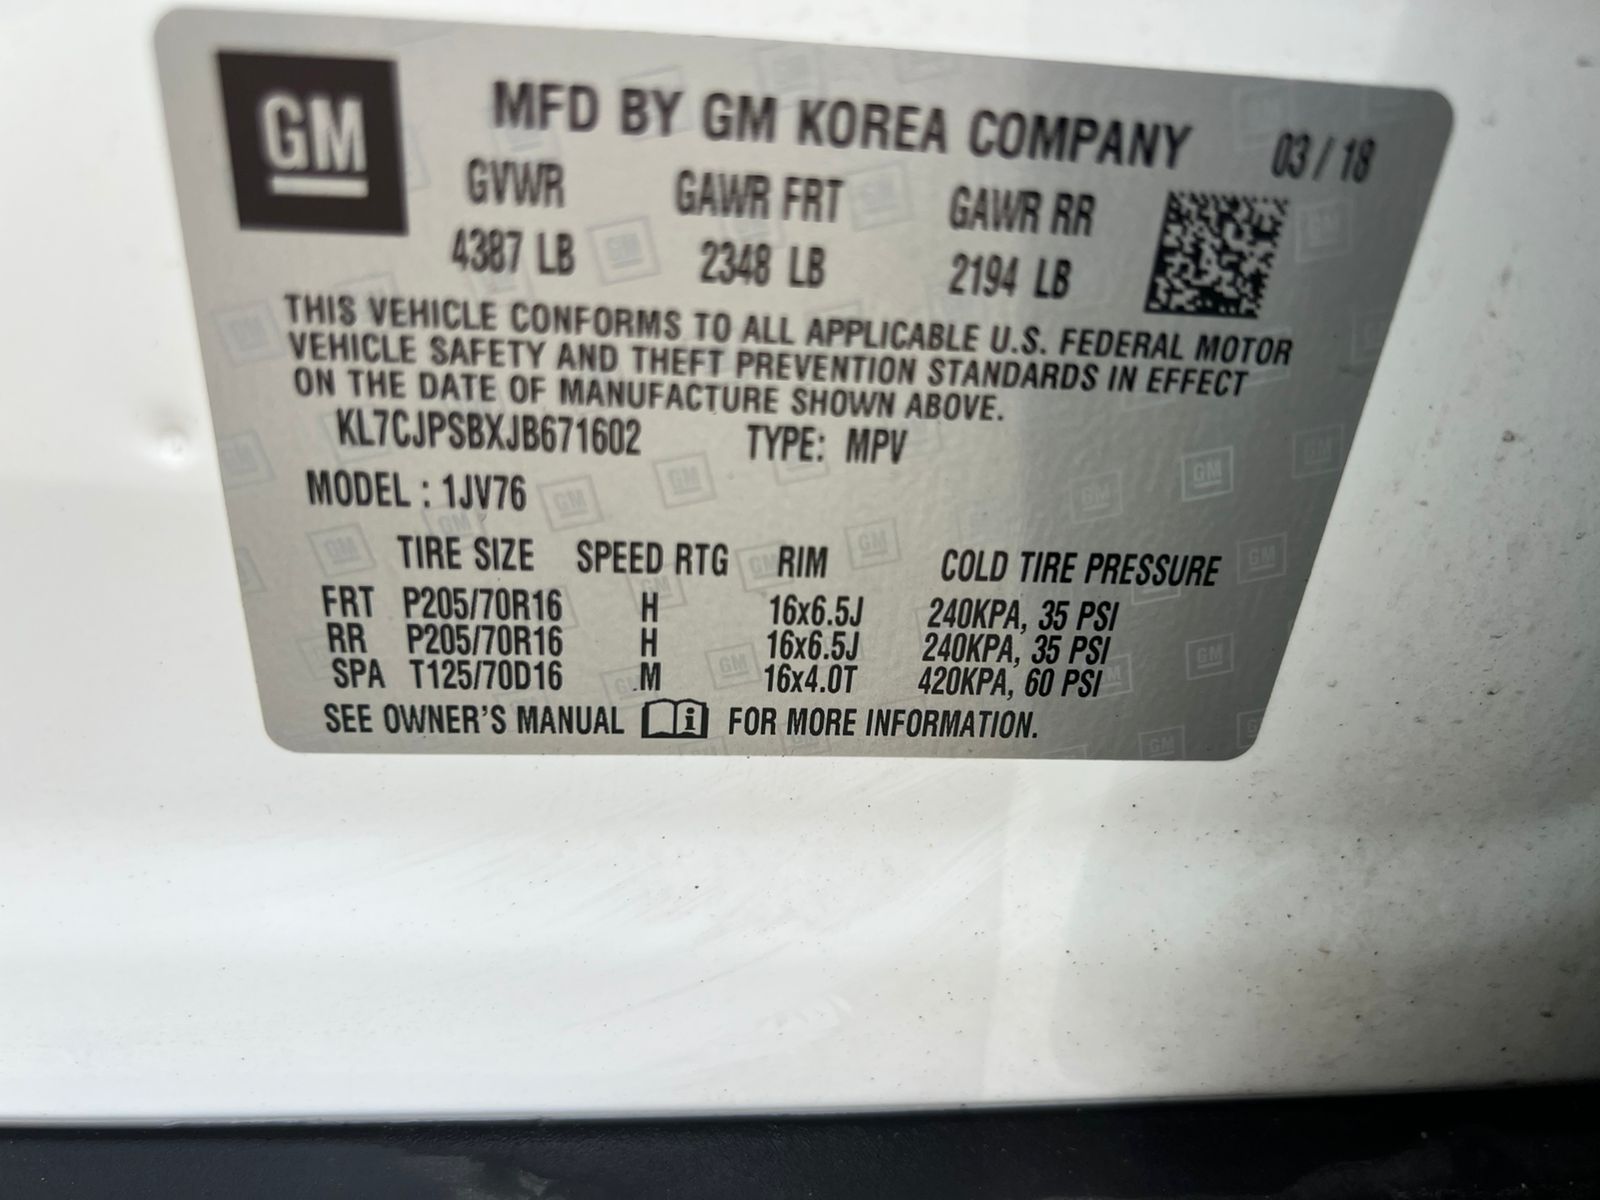 GM
MFD BY GM KOREA COMPANY 03 / 18
GVWR GAWR FRT GAWR RR
4387 LB 2348 LB 2194 LB
THIS VEHICLE CONFORMS TO ALL APPLICABLE U.S. FEDERAL MOTOR
VEHICLE SAFETY AND THEFT PREVENTION STANDARDS IN EFFECT
ON THE DATE OF MANUFACTURE SHOWN ABOVE.
KL7CJPSBXJB671602 TYPE: MPV
MODEL : 1JV76
TIRE SIZE SPEED RTG RIM COLD TIRE PRESSURE
FRT P205/70R16 H 16x6.5J 240KPA, 35 PSI
RR P205/70R16 H 16x6.5J 240KPA, 35 PSI
SPA T125/70D16 M 16x4.0T 420KPA, 60 PSI
SEE OWNER'S MANUAL i FOR MORE INFORMATION.